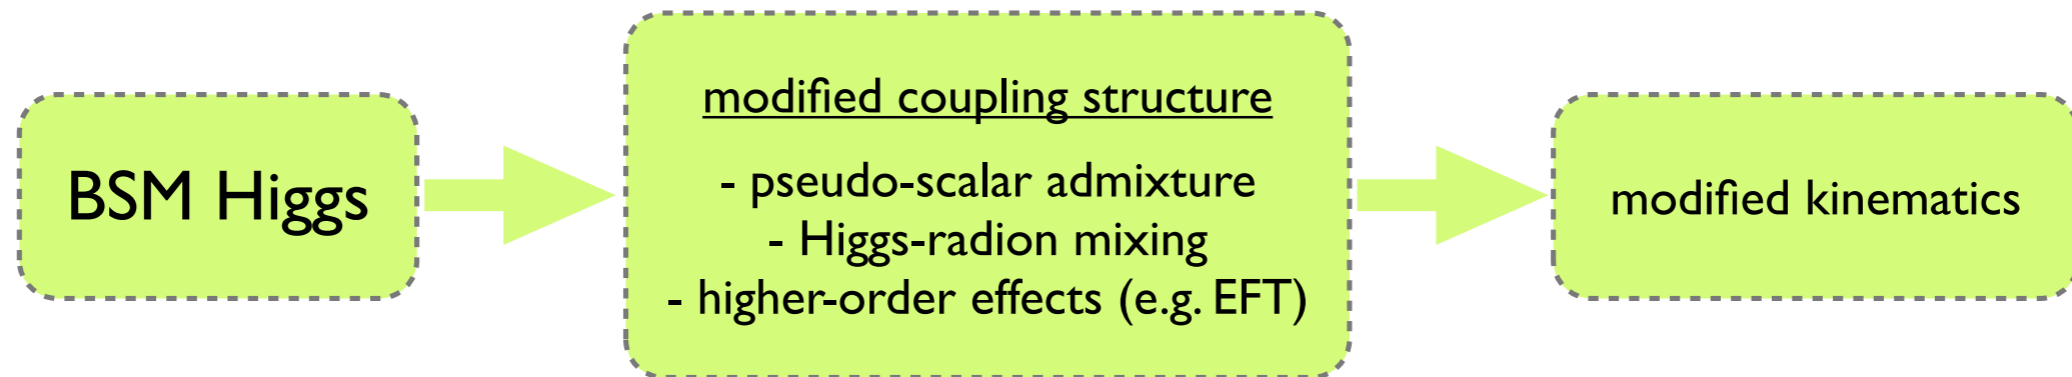 BSM Higgs
modified coupling structure
- pseudo-scalar admixture
- Higgs-radion mixing
- higher-order effects (e.g. EFT)
modified kinematics